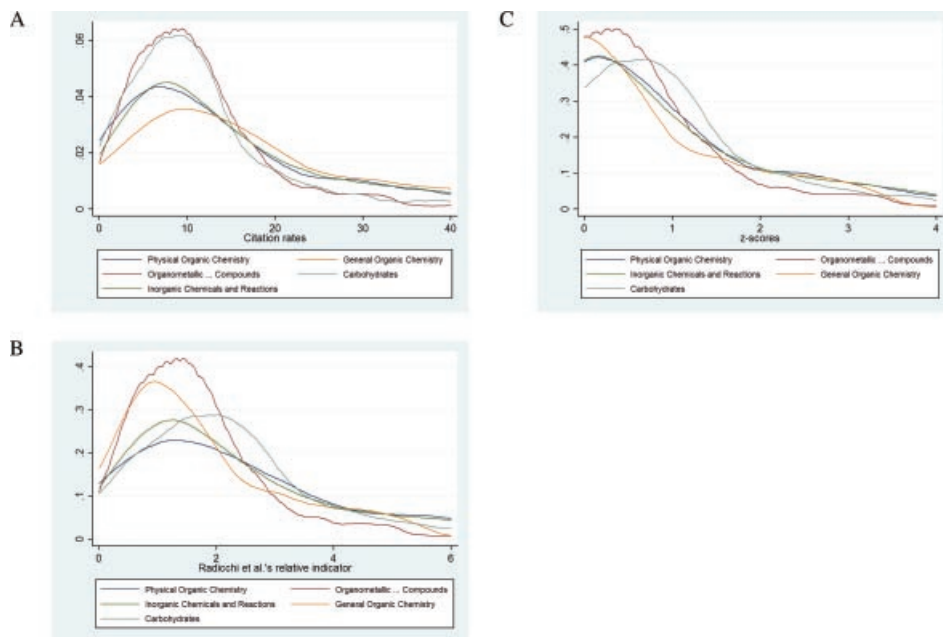 A
.06
.04
.02
0
0 10 20 30 40
Citation rates
Physical Organic Chemistry General Organic Chemistry
Organometallic ... Compounds Carbohydrates
Inorganic Chemicals and Reactions
B
.4
.3
.2
.1
0
0 2 4 6
Radicchi et al.'s relative indicator
Physical Organic Chemistry Organometallic ... Compounds
Inorganic Chemicals and Reactions General Organic Chemistry
Carbohydrates
C
.5
.4
.3
.2
.1
0
0 1 2 3 4
z-scores
Physical Organic Chemistry Organometallic ... Compounds
Inorganic Chemicals and Reactions General Organic Chemistry
Carbohydrates